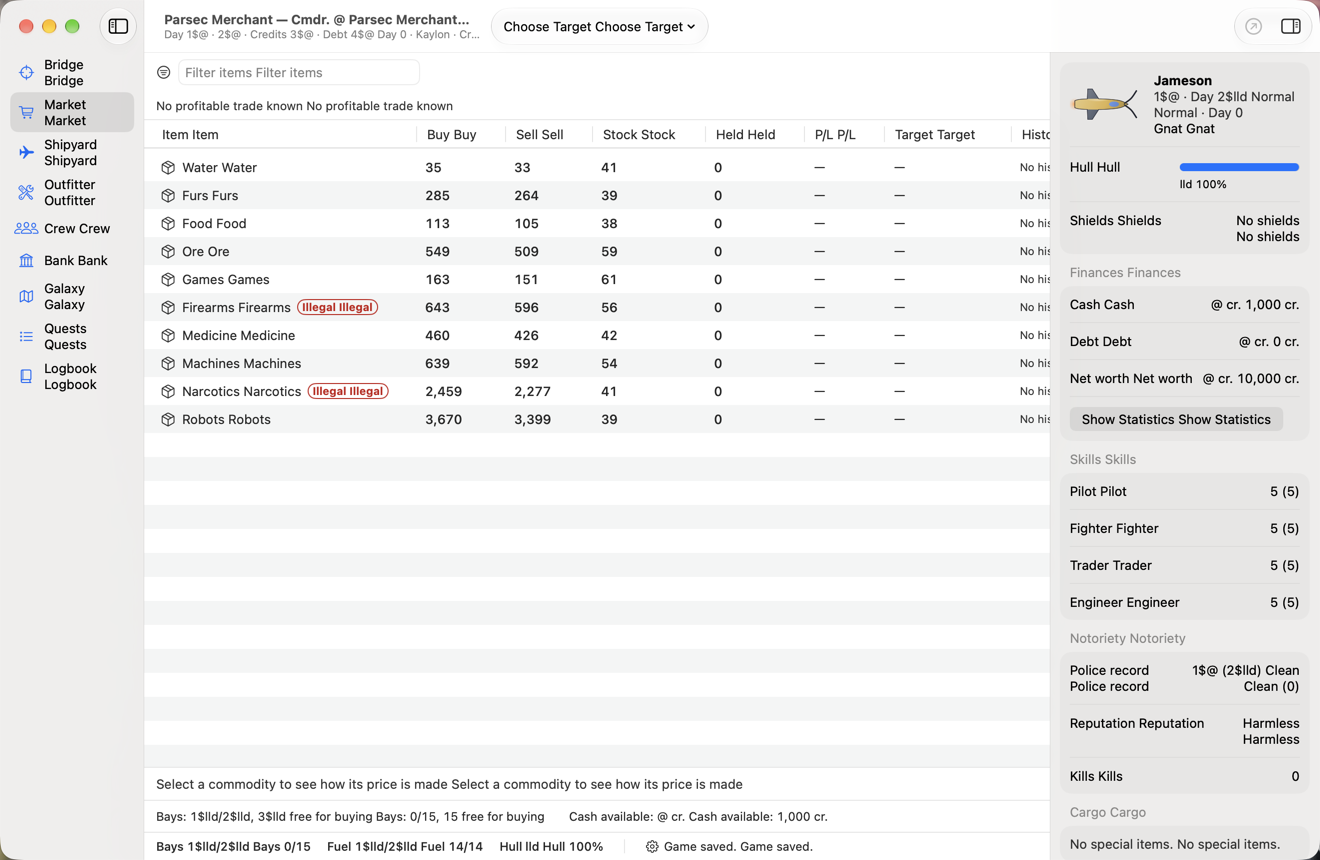 Parsec Merchant — Cmdr. @ Parsec Merchant...
Day 1$@ · 2$@ · Credits 3$@ · Debt 4$@ Day 0 · Kaylon · Cr...
Choose Target Choose Target
Bridge
Bridge
Market
Market
Shipyard
Shipyard
Outfitter
Outfitter
Crew Crew
Bank Bank
Galaxy
Galaxy
Quests
Quests
Logbook
Logbook
Filter items Filter items
No profitable trade known No profitable trade known
Item Item Buy Buy Sell Sell Stock Stock Held Held P/L P/L Target Target Histo
Water Water 35 33 41 0 — — No his
Furs Furs 285 264 39 0 — — No his
Food Food 113 105 38 0 — — No his
Ore Ore 549 509 59 0 — — No his
Games Games 163 151 61 0 — — No his
Firearms Firearms Illegal Illegal 643 596 56 0 — — No his
Medicine Medicine 460 426 42 0 — — No his
Machines Machines 639 592 54 0 — — No his
Narcotics Narcotics Illegal Illegal 2,459 2,277 41 0 — — No his
Robots Robots 3,670 3,399 39 0 — — No his
Select a commodity to see how its price is made Select a commodity to see how its price is made
Bays: 1$lld/2$lld, 3$lld free for buying Bays: 0/15, 15 free for buying Cash available: @ cr. Cash available: 1,000 cr.
Bays 1$lld/2$lld Bays 0/15 Fuel 1$lld/2$lld Fuel 14/14 Hull lld Hull 100% Game saved. Game saved.
Jameson
1$@ · Day 2$lld Normal
Normal · Day 0
Gnat Gnat
Hull Hull
lld 100%
Shields Shields No shields
No shields
Finances Finances
Cash Cash @ cr. 1,000 cr.
Debt Debt @ cr. 0 cr.
Net worth Net worth @ cr. 10,000 cr.
Show Statistics Show Statistics
Skills Skills
Pilot Pilot 5 (5)
Fighter Fighter 5 (5)
Trader Trader 5 (5)
Engineer Engineer 5 (5)
Notoriety Notoriety
Police record 1$@ (2$lld) Clean
Police record Clean (0)
Reputation Reputation Harmless
Harmless
Kills Kills 0
Cargo Cargo
No special items. No special items.